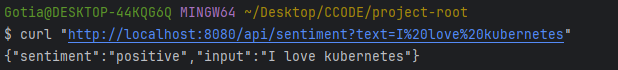 Gotia@DESKTOP-44KQG6Q MINGW64 ~/Desktop/CCODE/project-root
$ curl "http://localhost:8080/api/sentiment?text=I%20love%20kubernetes"
{"sentiment":"positive","input":"I love kubernetes"}